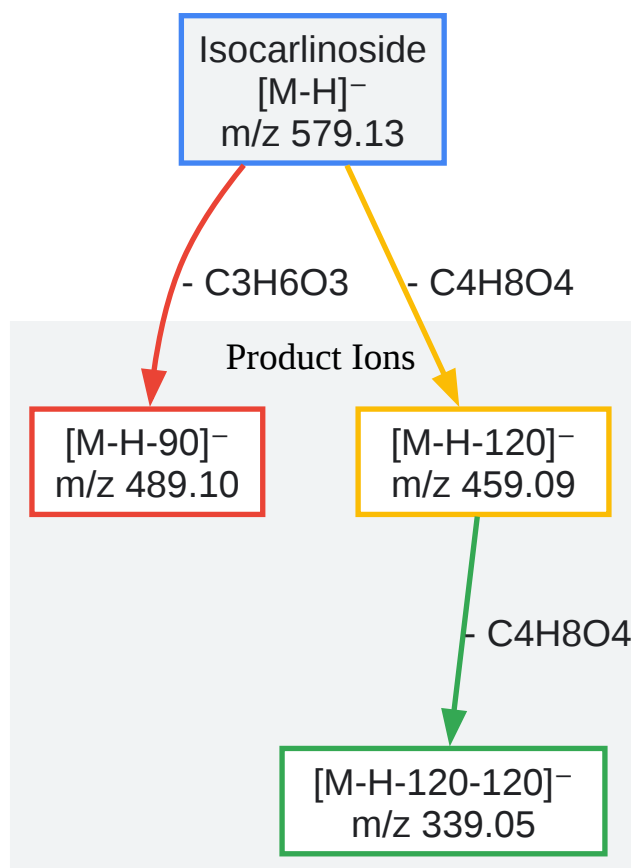 Isocarlinoside
[M-H]⁻
m/z 579.13
- C3H6O3
- C4H8O4
Product Ions
[M-H-90]⁻
m/z 489.10
[M-H-120]⁻
m/z 459.09
- C4H8O4
[M-H-120-120]⁻
m/z 339.05